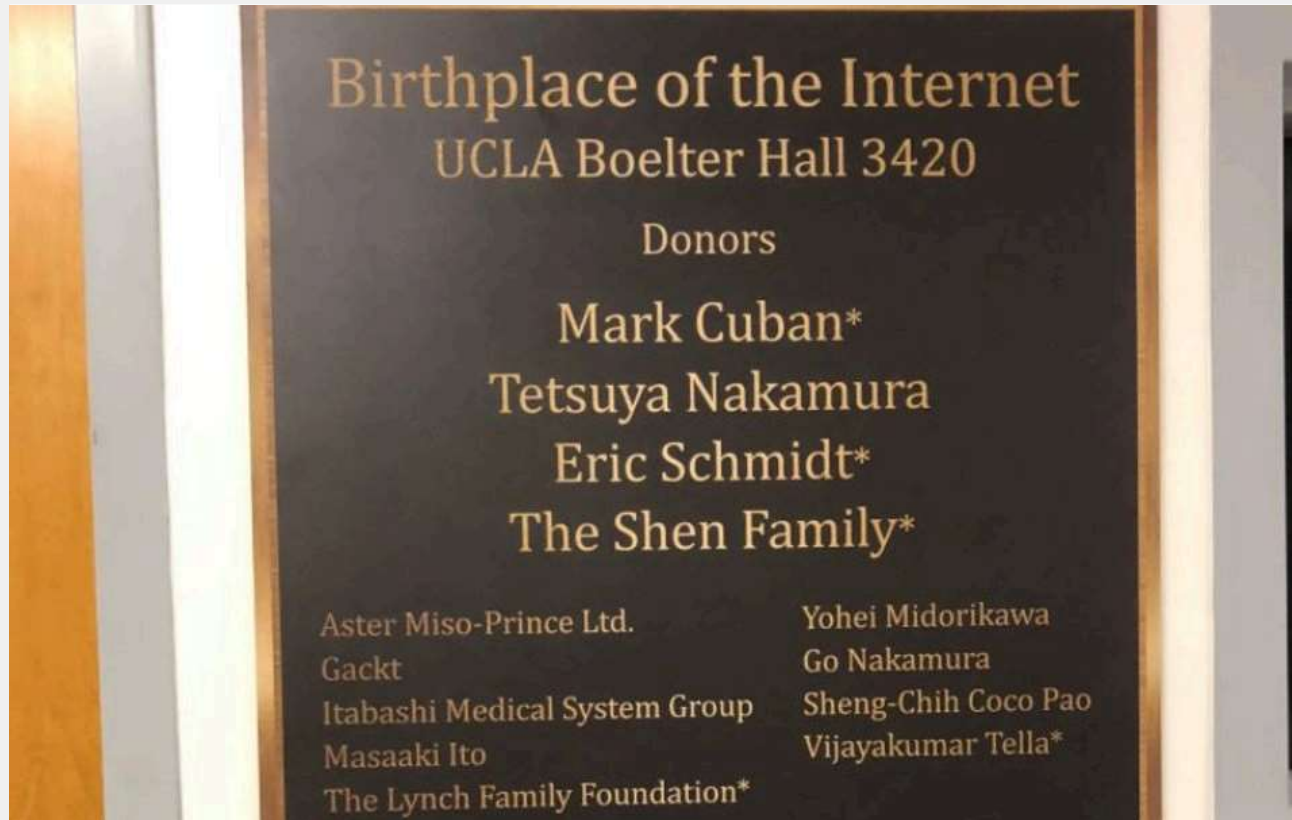 Birthplace of the Internet
UCLA Boelter Hall 3420
Donors
Mark Cuban*
Tetsuya Nakamura
Eric Schmidt*
The Shen Family*
Aster Miso-Prince Ltd.
Gackt
Itabashi Medical System Group
Masaaki Ito
The Lynch Family Foundation*
Yohei Midorikawa
Go Nakamura
Sheng-Chih Coco Pao
Vijayakumar Tella*